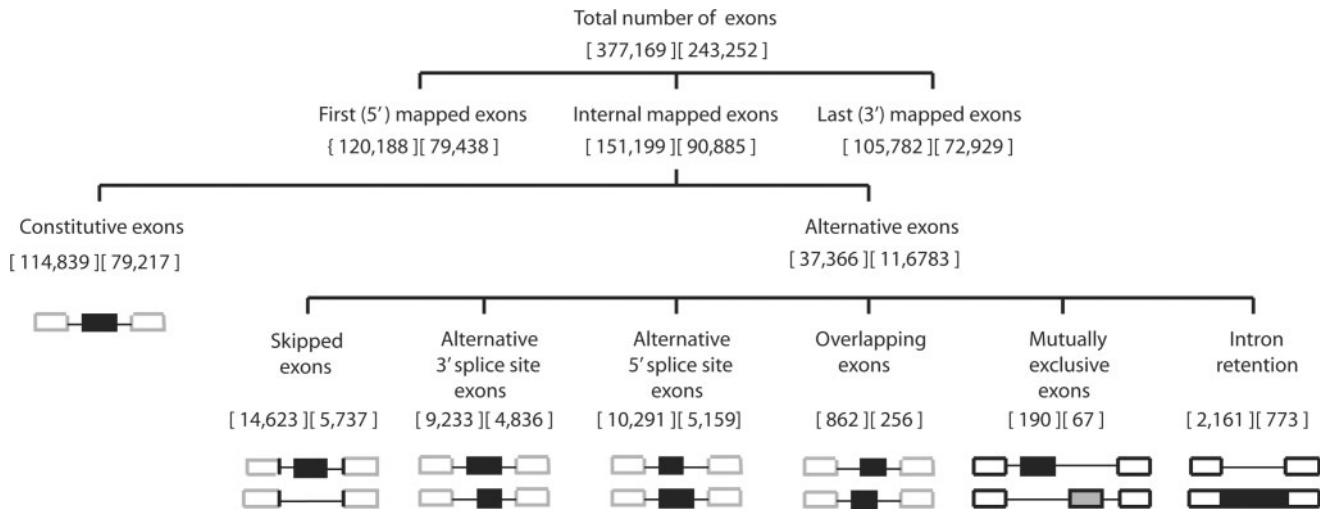 Total number of exons
[ 377,169 ][ 243,252 ]
First (5′) mapped exons
{ 120,188 ][ 79,438 ]
Internal mapped exons
[ 151,199 ][ 90,885 ]
Last (3′) mapped exons
[ 105,782 ][ 72,929 ]
Constitutive exons
[ 114,839 ][ 79,217 ]
Alternative exons
[ 37,366 ][ 11,6783 ]
Skipped
exons
[ 14,623 ][ 5,737 ]
Alternative
3′ splice site
exons
[ 9,233 ][ 4,836 ]
Alternative
5′ splice site
exons
[ 10,291 ][ 5,159]
Overlapping
exons
[ 862 ][ 256 ]
Mutually
exclusive
exons
[ 190 ][ 67 ]
Intron
retention
[ 2,161 ][ 773 ]